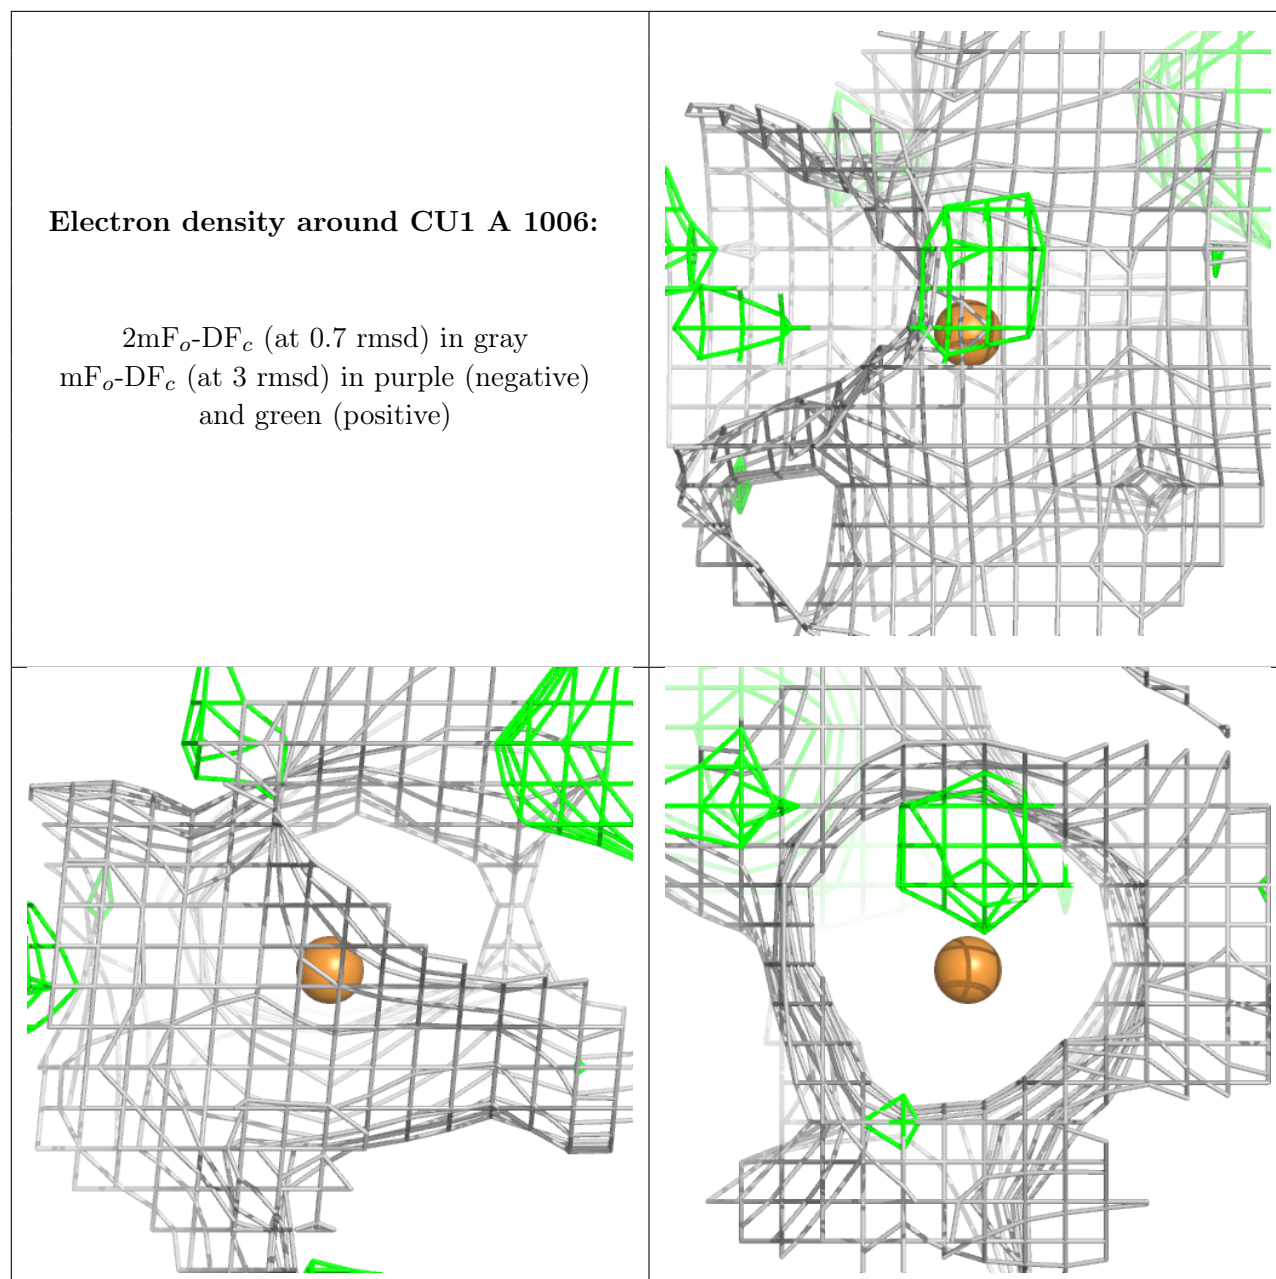 Electron density around CU1 A 1006:
2mFo-DFc (at 0.7 rmsd) in gray
mFo-DFc (at 3 rmsd) in purple (negative)
and green (positive)